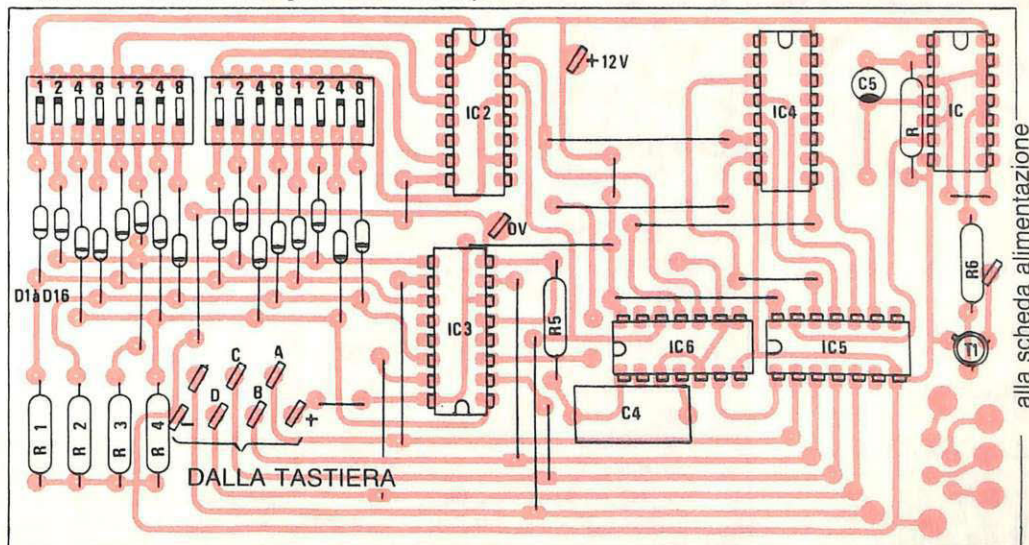 1 2 4 8 1 2 4 8
1 2 4 8 1 2 4 8
IC2
+12V
IC4
C5
R
IC
0V
D1àD16
IC3
R5
IC6
IC5
R6
T1
C A
D B
- +
C4
R 1
R 2
R 3
R 4
DALLA TASTIERA
alla scheda alimentazione